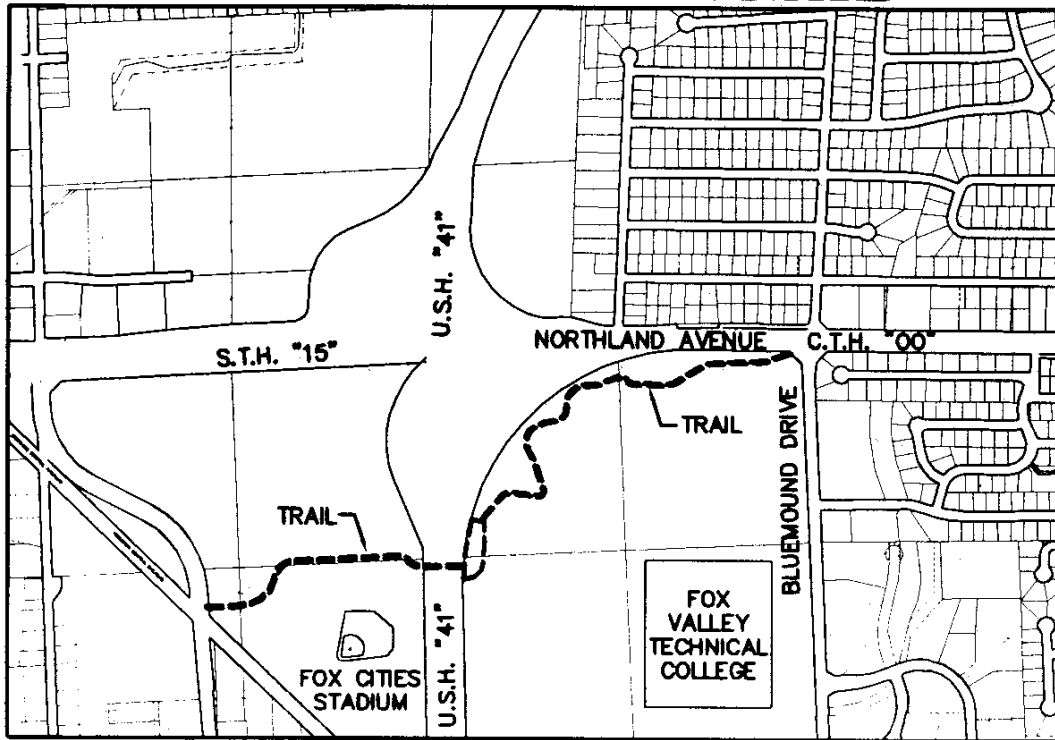 U.S.H. "41"
S.T.H. "15"
NORTHLAND AVENUE C.T.H. "OO"
TRAIL
BLUEMOUND DRIVE
TRAIL
FOX
VALLEY
TECHNICAL
COLLEGE
FOX CITIES
STADIUM
U.S.H. "41"